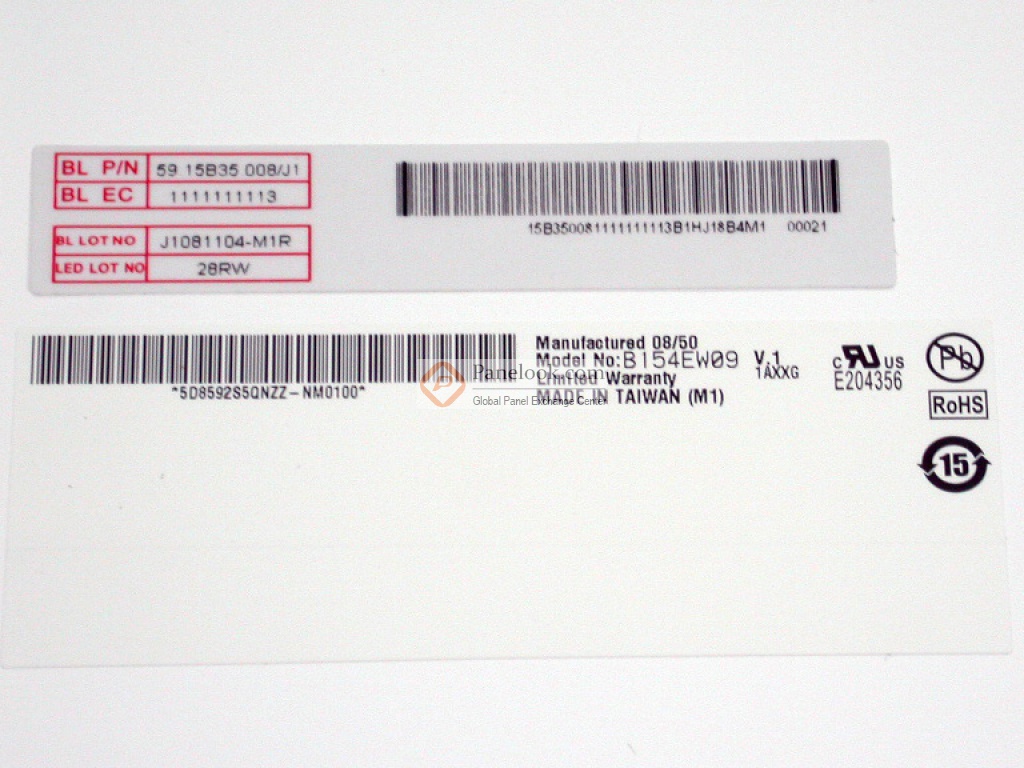 BL P/N 59 15B35 008/J1
BL EC 1111111113
BL LOT NO J1081104-M1R
LED LOT NO 28RW
15B350081111111113B1HJ18B4M1 00021
Manufactured 08/50
Model No: B154EW09 V.1
1AXXG
Limited Warranty
MADE IN TAIWAN (M1)
*5D8592S5QNZZ-NM0100*
Panelook.com
Global Panel Exchange Center
c RU us
E204356
Pb
RoHS
15